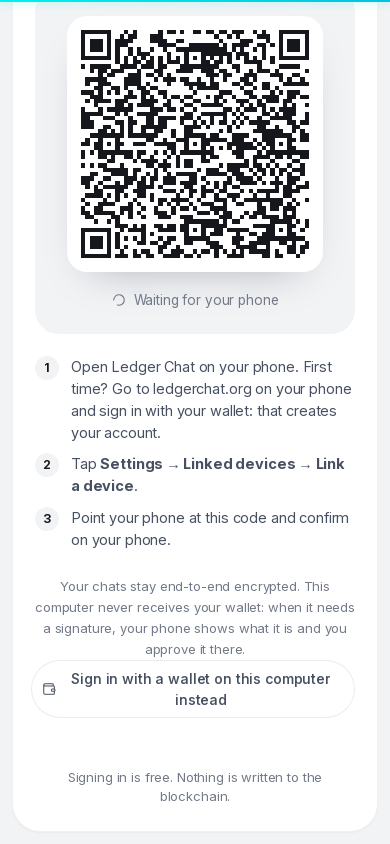 Waiting for your phone
1 Open Ledger Chat on your phone. First
time? Go to ledgerchat.org on your phone
and sign in with your wallet: that creates
your account.
2 Tap Settings → Linked devices → Link
a device.
3 Point your phone at this code and confirm
on your phone.
Your chats stay end-to-end encrypted. This
computer never receives your wallet: when it needs
a signature, your phone shows what it is and you
approve it there.
Sign in with a wallet on this computer
instead
Signing in is free. Nothing is written to the
blockchain.